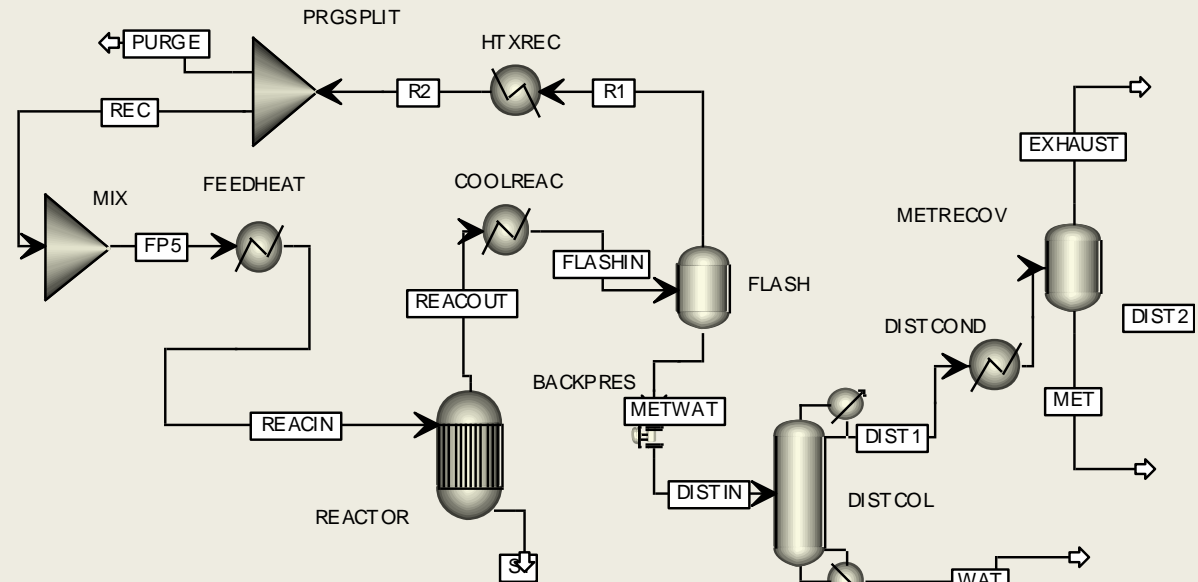 PRGSPLIT
PURGE
HTXREC
R2
R1
REC
EXHAUST
COOLREAC
FEEDHEAT
MIX
METRECOV
FP5
FLASHIN
FLASH
REACOUT
DIST2
DISTCOND
BACKPRES
METWAT
MET
REACIN
DIST1
DISTIN
DISTCOL
REACTOR
WAT